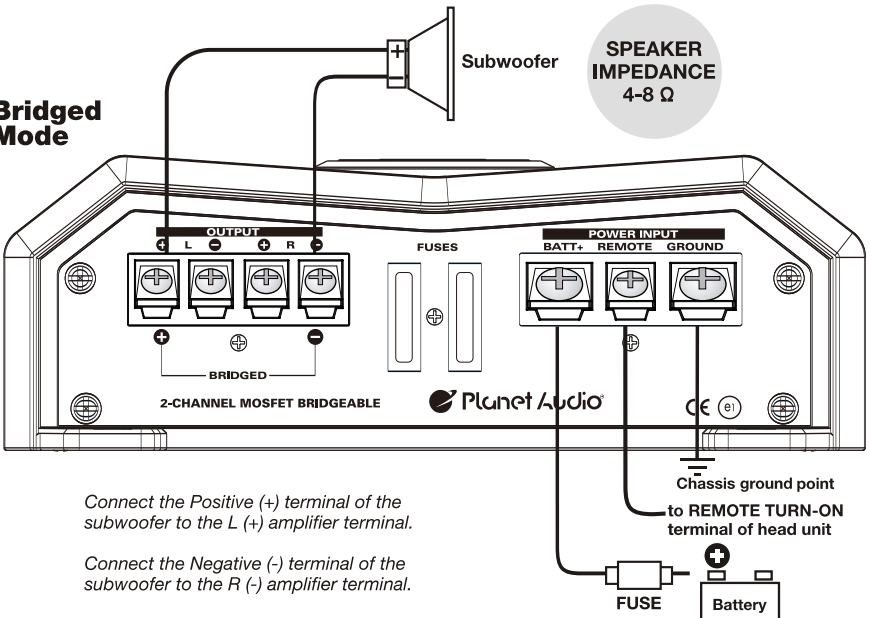 Subwoofer
SPEAKER
IMPEDANCE
4-8 Ω
Bridged
Mode
OUTPUT
+ L − + R −
FUSES
POWER INPUT
BATT+ REMOTE GROUND
+ −
BRIDGED
2-CHANNEL MOSFET BRIDGEABLE
Planet Audio
CE e1
Chassis ground point
to REMOTE TURN-ON
terminal of head unit
Connect the Positive (+) terminal of the
subwoofer to the L (+) amplifier terminal.
Connect the Negative (-) terminal of the
subwoofer to the R (-) amplifier terminal.
FUSE
Battery